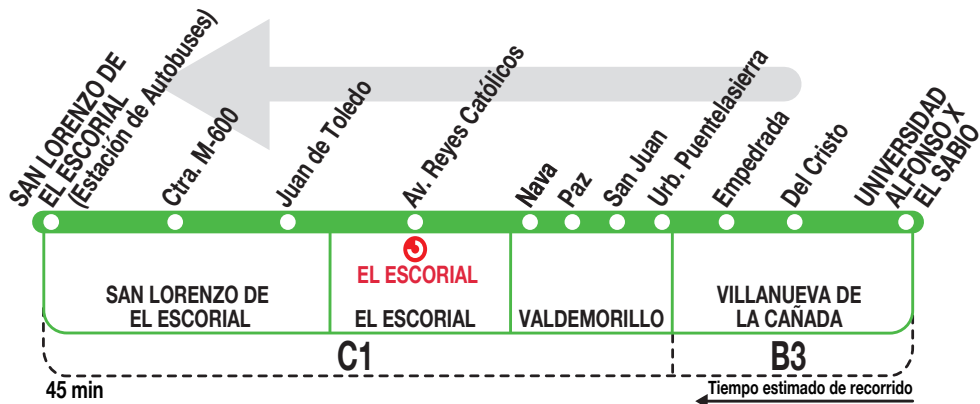 SAN LORENZO DE
EL ESCORIAL
(Estación de Autobuses)
Ctra. M-600
Juan de Toledo
Av. Reyes Católicos
Nava
Paz
San Juan
Urb. Puentelasierra
Empedrada
Del Cristo
UNIVERSIDAD
ALFONSO X
EL SABIO
EL ESCORIAL
SAN LORENZO DE
EL ESCORIAL
EL ESCORIAL
VALDEMORILLO
VILLANUEVA DE
LA CAÑADA
C1
B3
45 min
Tiempo estimado de recorrido